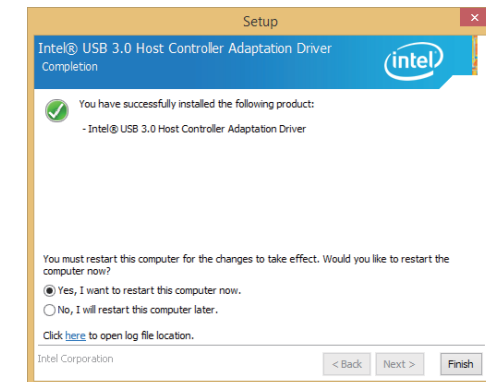 Setup
Intel® USB 3.0 Host Controller Adaptation Driver
Completion
intel
You have successfully installed the following product:
- Intel® USB 3.0 Host Controller Adaptation Driver
You must restart this computer for the changes to take effect. Would you like to restart the
computer now?
Yes, I want to restart this computer now.
No, I will restart this computer later.
Click here to open log file location.
Intel Corporation
< Back Next > Finish